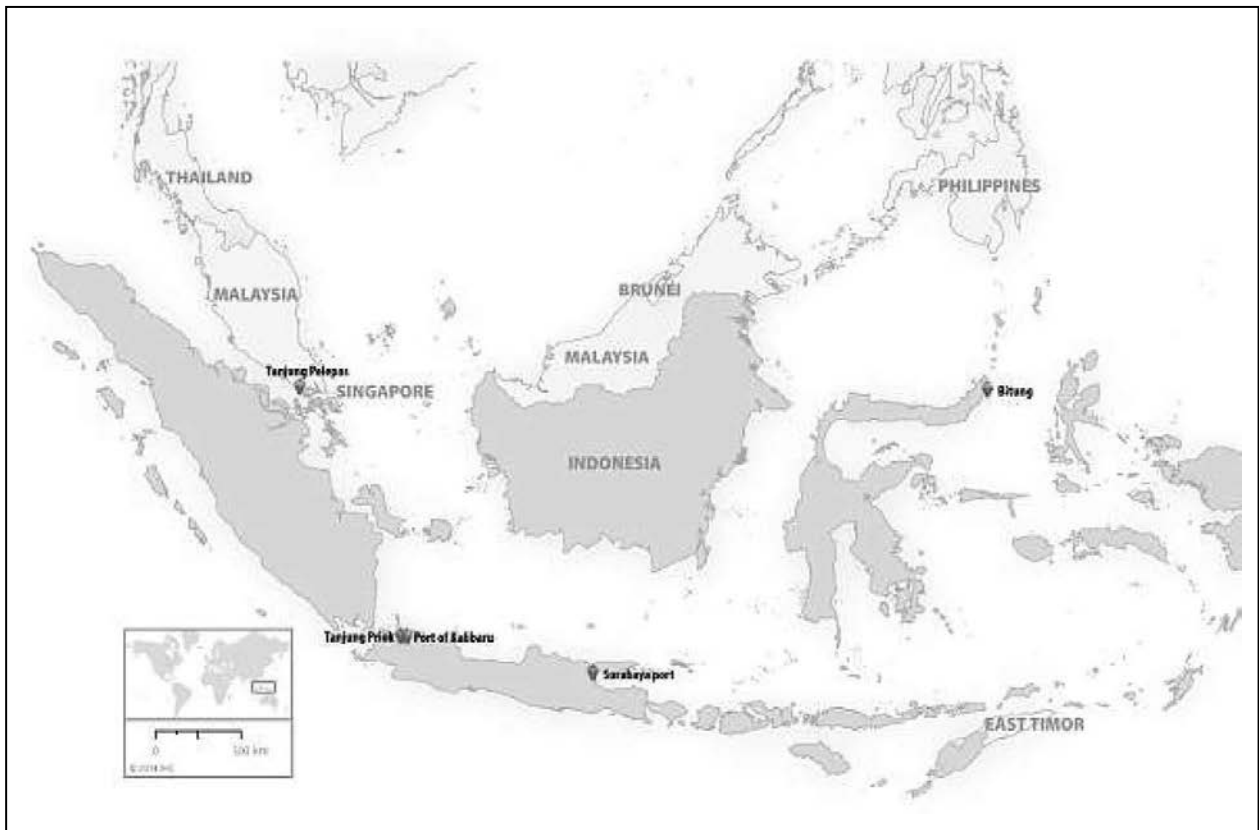 THAILAND
PHILIPPINES
MALAYSIA
BRUNEI
MALAYSIA
Tanjung Pelepas
SINGAPORE
Bitung
INDONESIA
Tanjung Priok
Port of Kalibaru
Surabaya port
EAST TIMOR
0
500 km